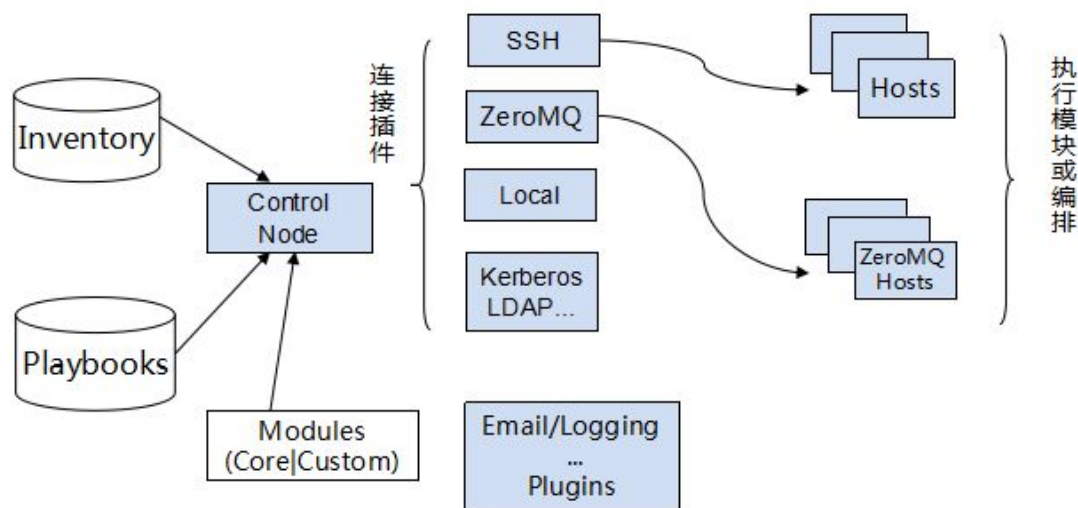 Inventory
Playbooks
Control
Node
Modules
(Core|Custom)
连接插件
SSH
ZeroMQ
Local
Kerberos
LDAP...
Email/Logging
...
Plugins
Hosts
ZeroMQ
Hosts
执行模块或编排